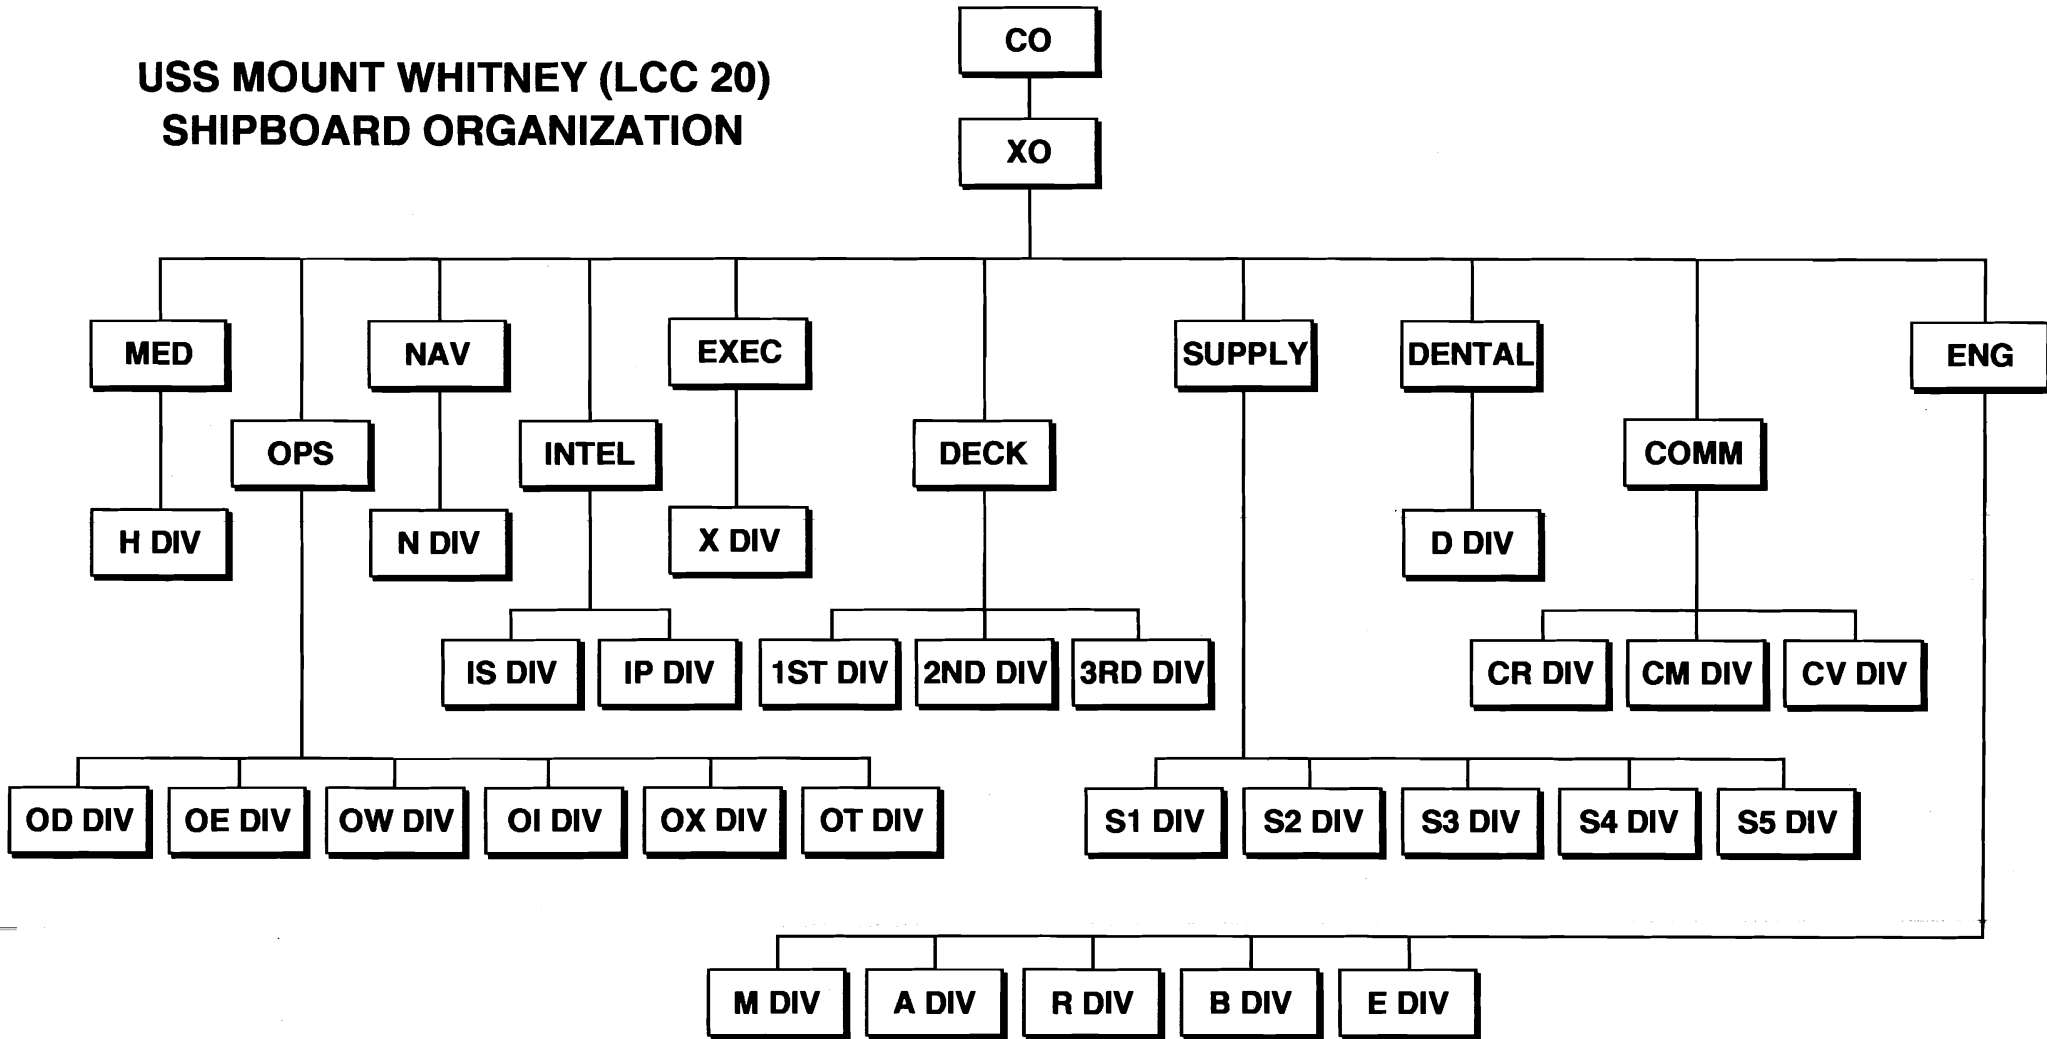 USS MOUNT WHITNEY (LCC 20)
SHIPBOARD ORGANIZATION
CO
XO
MED
NAV
EXEC
SUPPLY
DENTAL
ENG
OPS
INTEL
DECK
COMM
H DIV
N DIV
X DIV
D DIV
IS DIV
IP DIV
1ST DIV
2ND DIV
3RD DIV
CR DIV
CM DIV
CV DIV
OD DIV
OE DIV
OW DIV
OI DIV
OX DIV
OT DIV
S1 DIV
S2 DIV
S3 DIV
S4 DIV
S5 DIV
M DIV
A DIV
R DIV
B DIV
E DIV